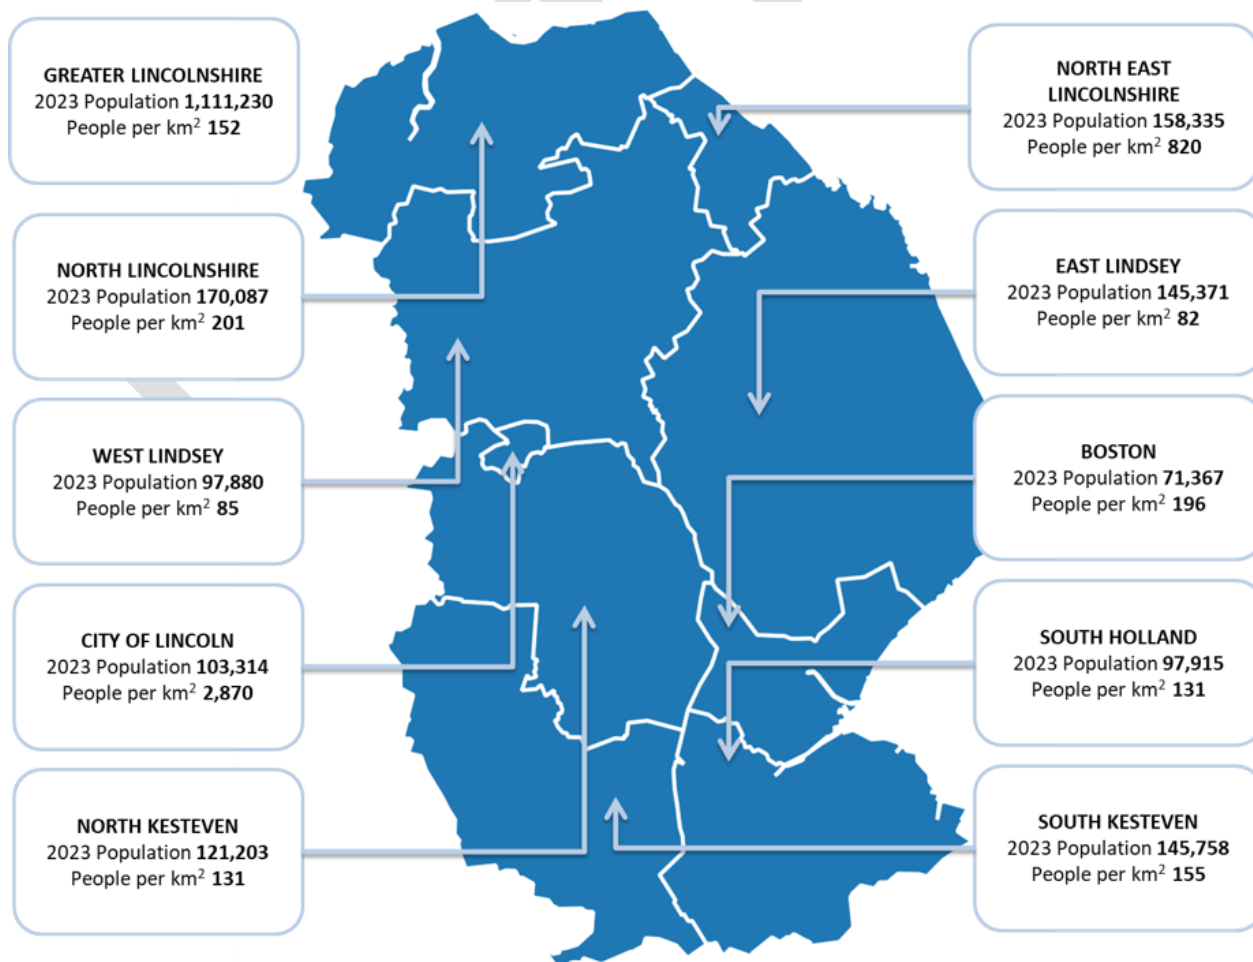 GREATER LINCOLNSHIRE
2023 Population 1,111,230
People per km² 152
NORTH LINCOLNSHIRE
2023 Population 170,087
People per km² 201
WEST LINDSEY
2023 Population 97,880
People per km² 85
CITY OF LINCOLN
2023 Population 103,314
People per km² 2,870
NORTH KESTEVEN
2023 Population 121,203
People per km² 131
NORTH EAST
LINCOLNSHIRE
2023 Population 158,335
People per km² 820
EAST LINDSEY
2023 Population 145,371
People per km² 82
BOSTON
2023 Population 71,367
People per km² 196
SOUTH HOLLAND
2023 Population 97,915
People per km² 131
SOUTH KESTEVEN
2023 Population 145,758
People per km² 155